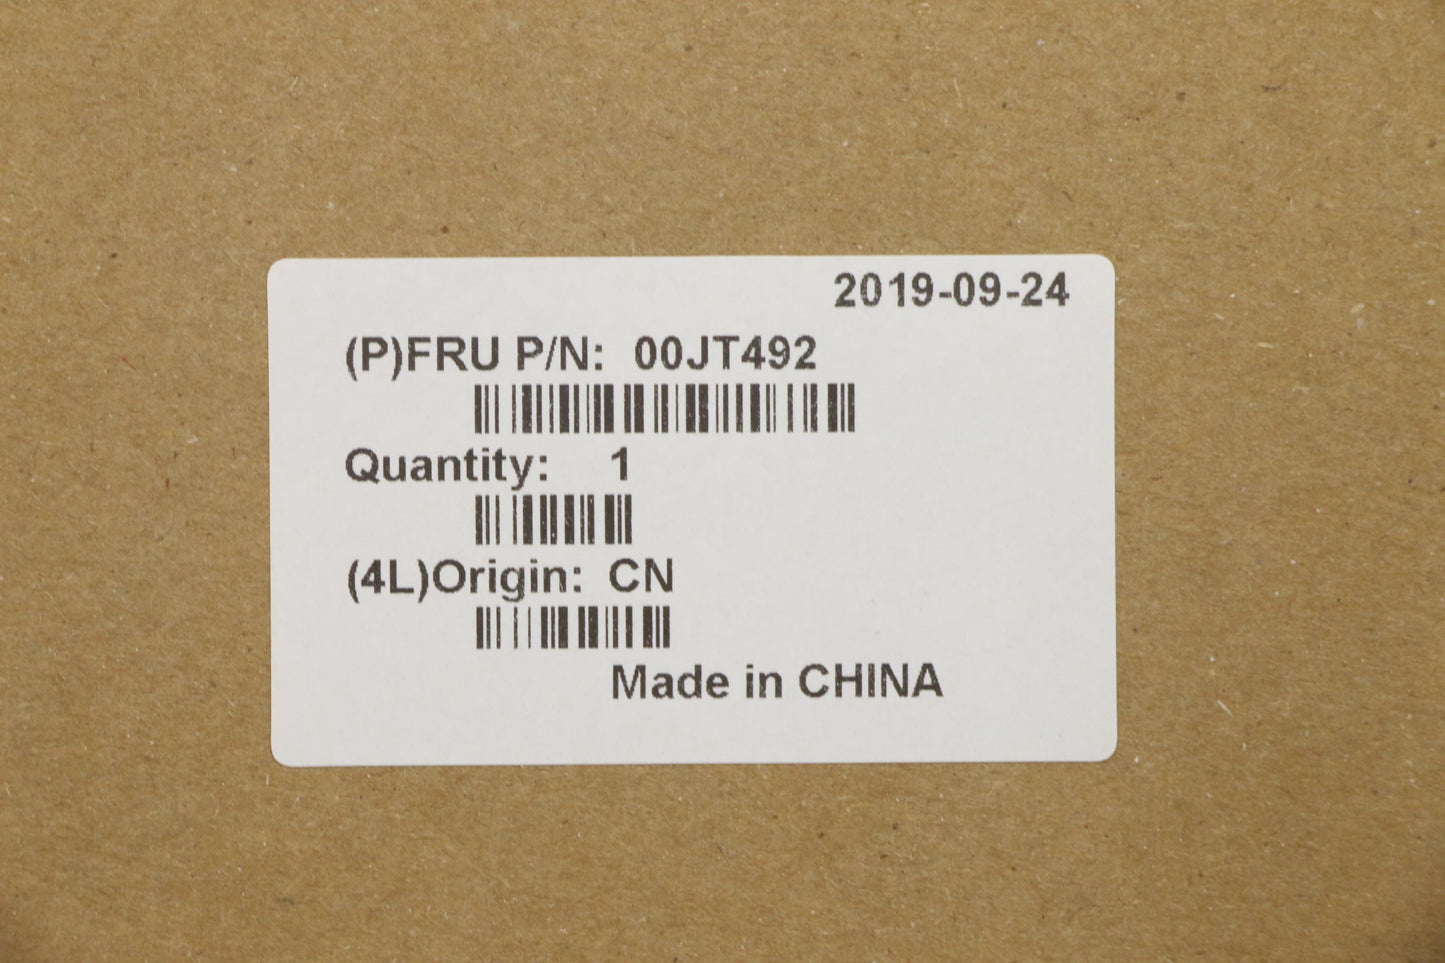 2019-09-24
(P)FRU P/N: 00JT492
Quantity: 1
(4L)Origin: CN
Made in CHINA